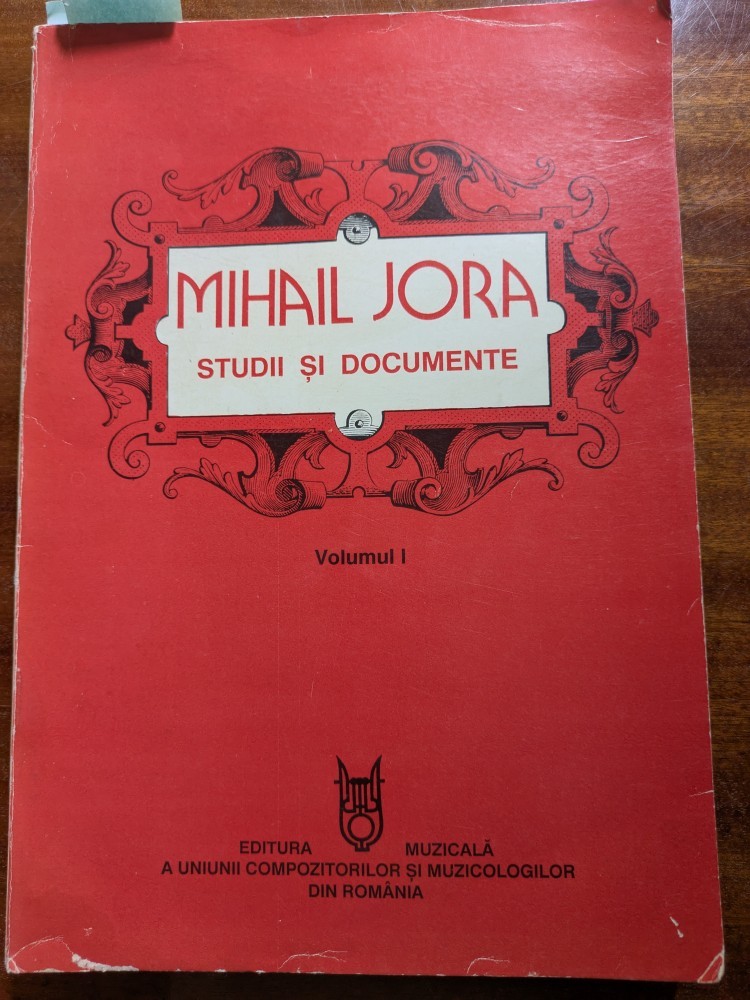 MIHAIL JORA
STUDII ȘI DOCUMENTE
Volumul I
EDITURA MUZICALĂ
A UNIUNII COMPOZITORILOR ȘI MUZICOLOGILOR
DIN ROMÂNIA